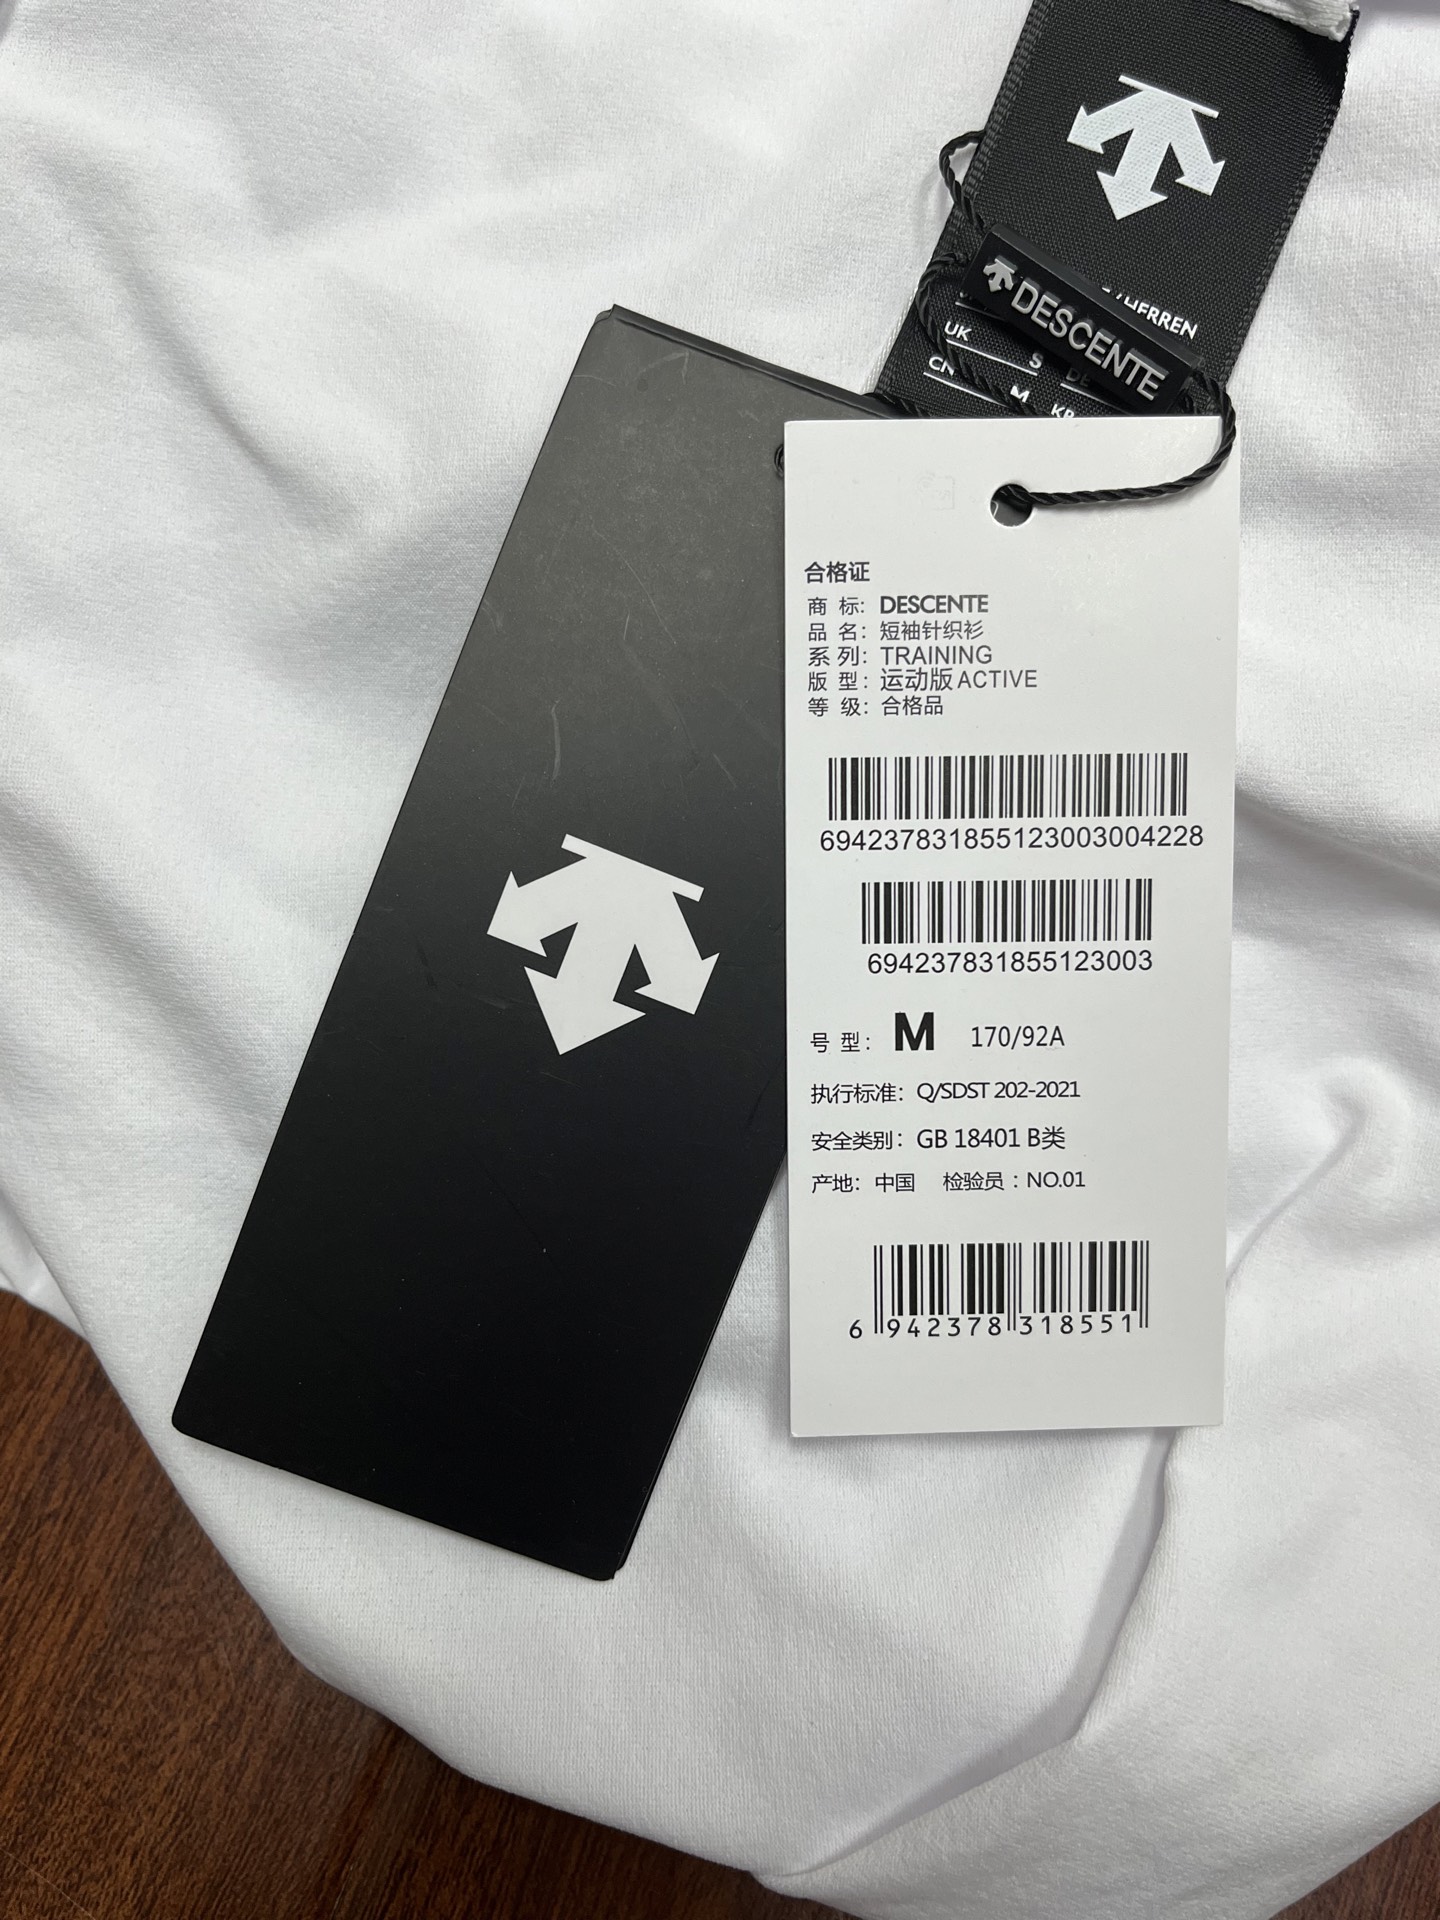 HERREN
DESCENTE
UK S
CN M
合格证
商 标: DESCENTE
品 名: 短袖针织衫
系 列: TRAINING
版 型: 运动版ACTIVE
等 级: 合格品
694237831855123003004228
694237831855123003
号 型: M 170/92A
执行标准: Q/SDST 202-2021
安全类别: GB 18401 B类
产地: 中国 检验员: NO.01
6 942378 318551